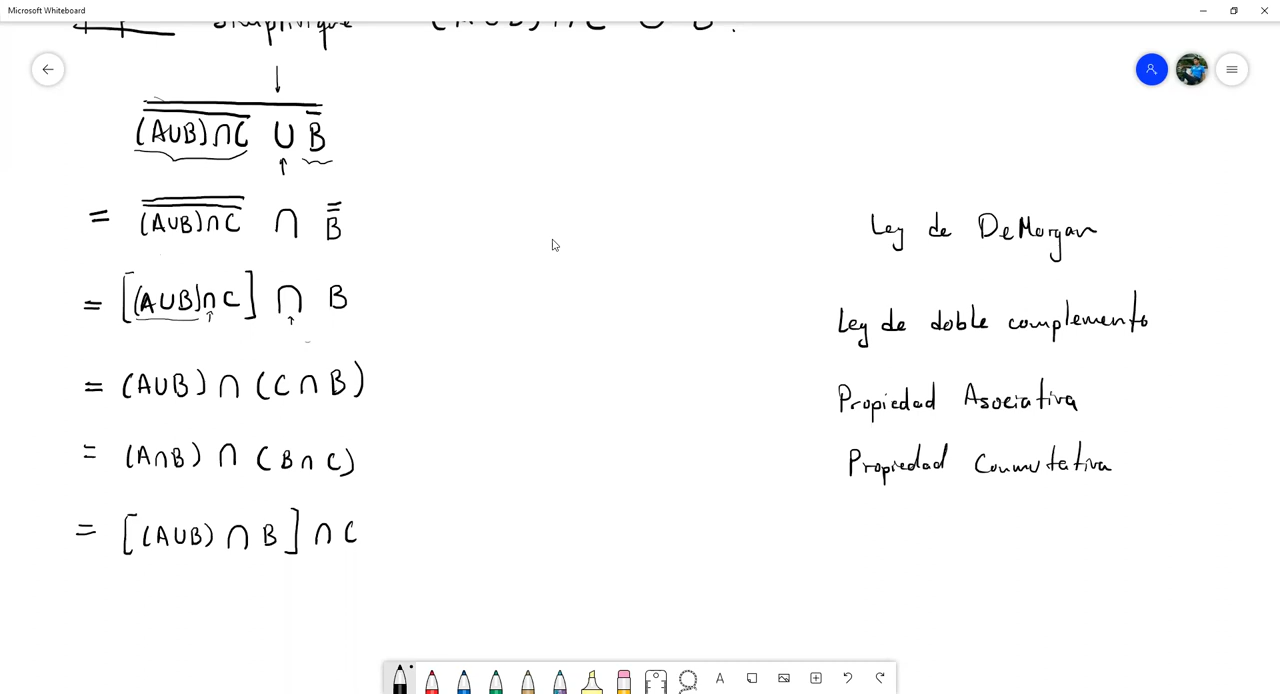 Microsoft Whiteboard
(A∪B)∩C ∪ B̅.
(A∪B)∩C ∪ B̅
= (A∪B)∩C ∩ B̿ Ley de DeMorgan
= [(A∪B)∩C] ∩ B Ley de doble complemento
= (A∪B) ∩ (C ∩ B) Propiedad Asociativa
= (A∩B) ∩ (B∩C) Propiedad Conmutativa
= [(A∪B) ∩ B] ∩ C
A